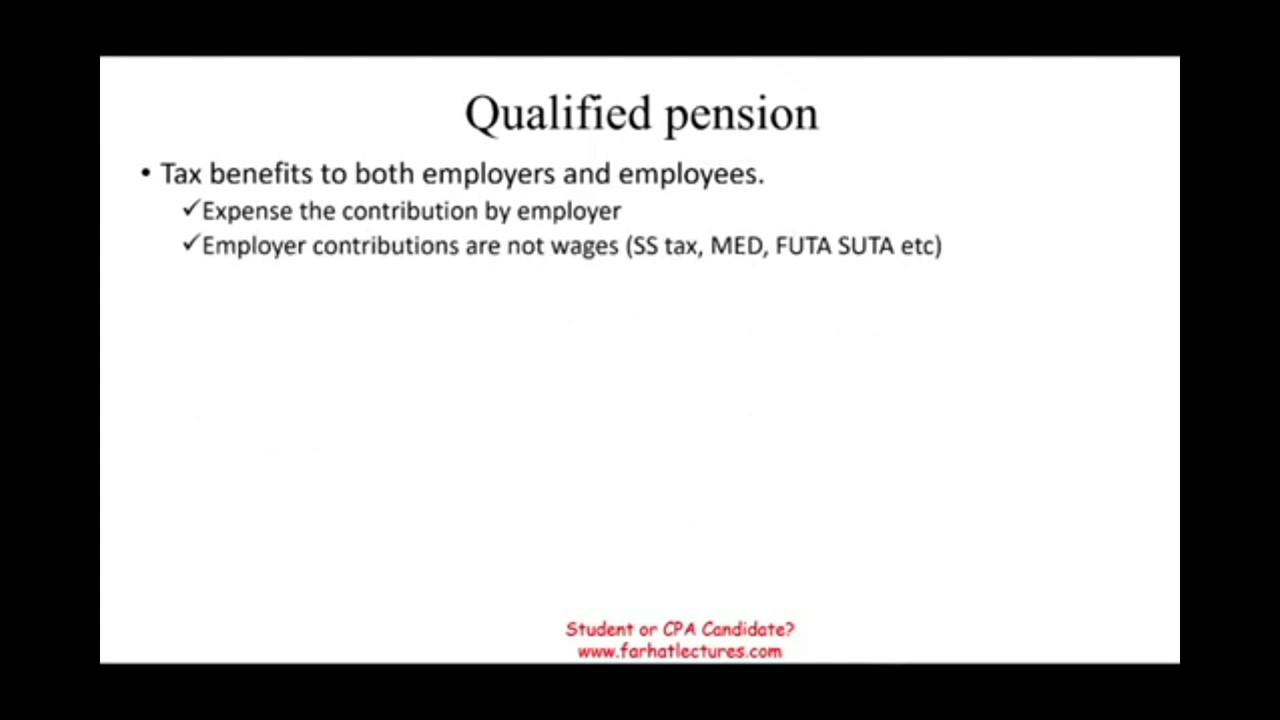 Qualified pension
• Tax benefits to both employers and employees.
✓Expense the contribution by employer
✓Employer contributions are not wages (SS tax, MED, FUTA SUTA etc)
Student or CPA Candidate?
www.farhatlectures.com